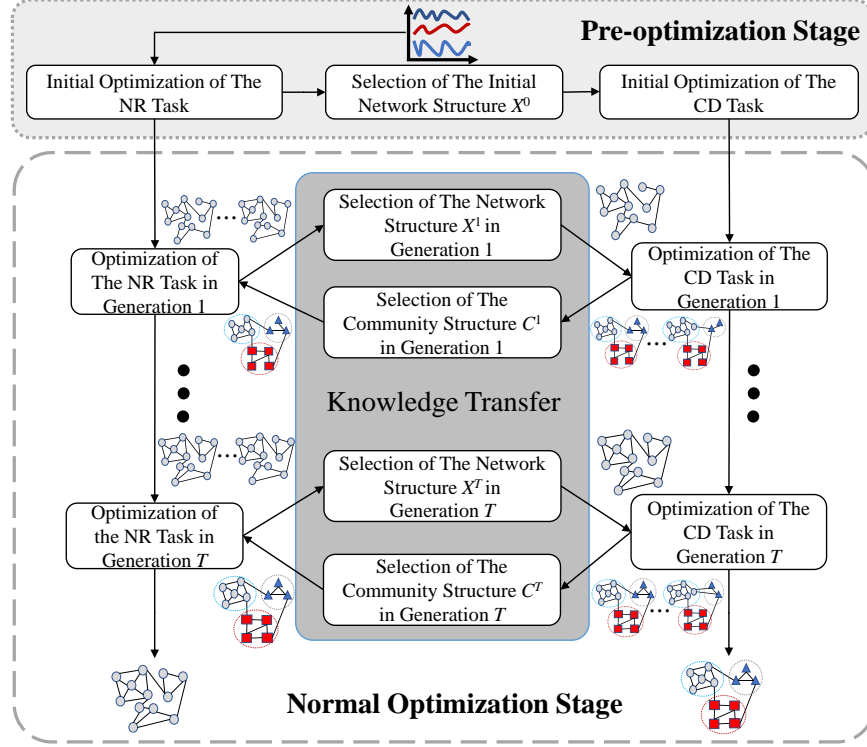 Pre-optimization Stage
Initial Optimization of The
NR Task
Selection of The Initial
Network Structure X⁰
Initial Optimization of The
CD Task
Selection of The Network
Structure X¹ in
Generation 1
Optimization of
The NR Task in
Generation 1
Optimization of The
CD Task in
Generation 1
Selection of The
Community Structure C¹
in Generation 1
Knowledge Transfer
Selection of The Network
Structure Xᵀ in
Generation T
Optimization of
the NR Task in
Generation T
Optimization of The
CD Task in
Generation T
Selection of The
Community Structure Cᵀ
in Generation T
Normal Optimization Stage